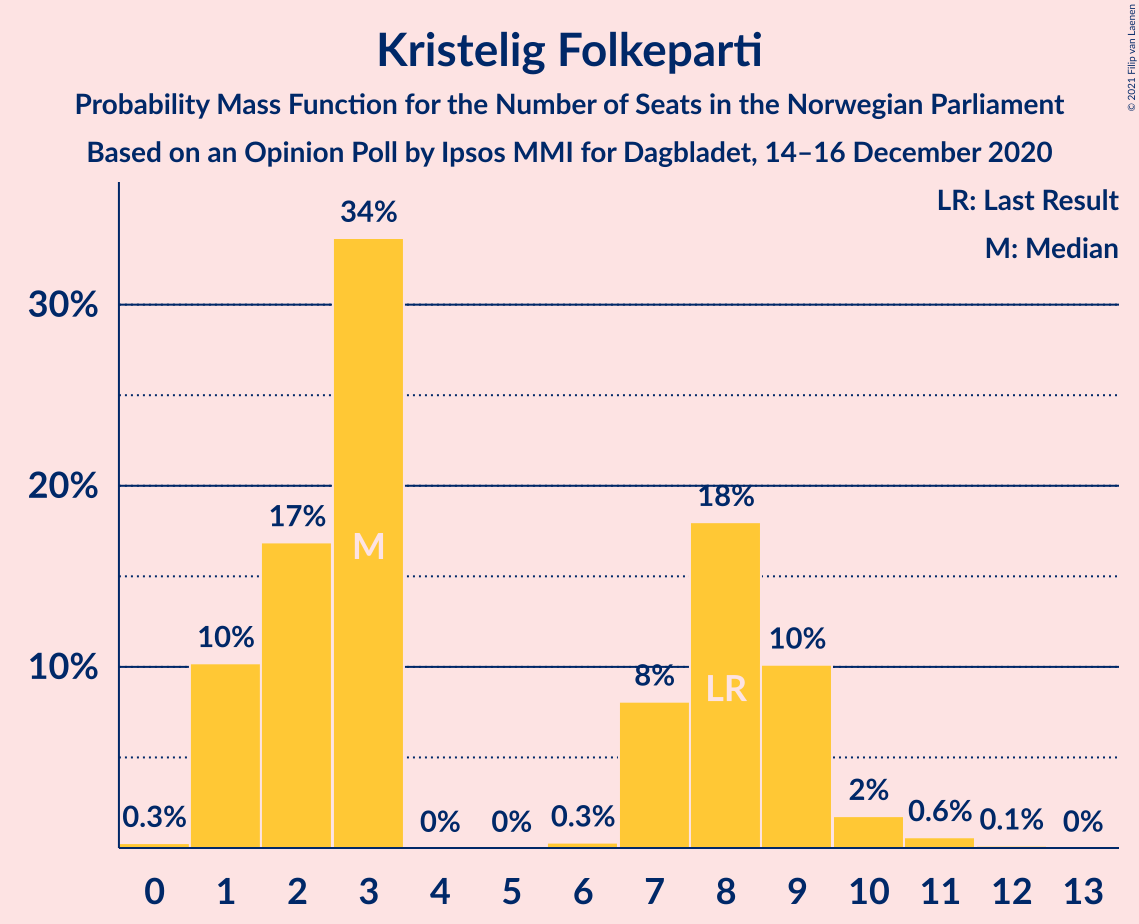 Kristelig Folkeparti
Probability Mass Function for the Number of Seats in the Norwegian Parliament
Based on an Opinion Poll by Ipsos MMI for Dagbladet, 14–16 December 2020
© 2021 Filip van Laenen
LR: Last Result
M: Median
34%
30%
20%
18%
17%
M
10%
10%
10%
8%
LR
2%
0.3%
0%
0%
0.3%
0.6%
0.1%
0%
0 1 2 3 4 5 6 7 8 9 10 11 12 13